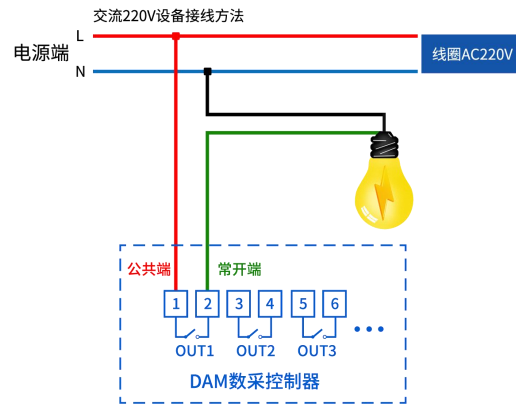 交流220V设备接线方法
L
电源端
线圈AC220V
N
公共端
常开端
1 2 3 4 5 6
OUT1 OUT2 OUT3
DAM数采控制器